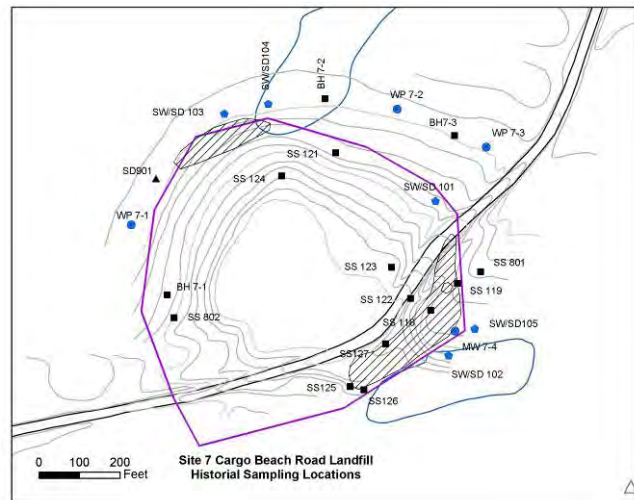 SW/SD104
BH 7-2
WP 7-2
SW/SD 103
BH7-3
WP 7-3
SS 121
SD901
SS 124
SW/SD 101
WP 7-1
SS 123
SS 801
BH 7-1
SS 122
SS 119
SS 802
SS 118
SW/SD105
SS127
MW 7-4
SW/SD 102
SS125
SS126
0 100 200
Feet
Site 7 Cargo Beach Road Landfill
Historial Sampling Locations